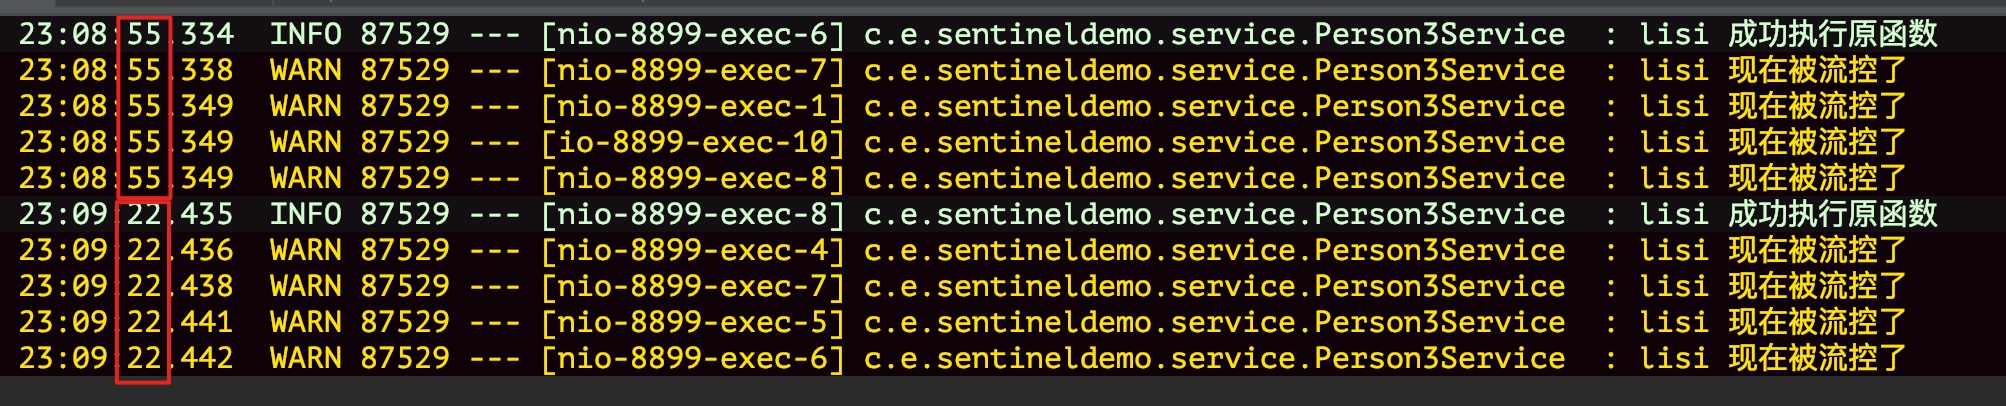 23:08:55.334  INFO 87529 --- [nio-8899-exec-6] c.e.sentineldemo.service.Person3Service  : lisi 成功执行原函数
23:08:55.338  WARN 87529 --- [nio-8899-exec-7] c.e.sentineldemo.service.Person3Service  : lisi 现在被流控了
23:08:55.349  WARN 87529 --- [nio-8899-exec-1] c.e.sentineldemo.service.Person3Service  : lisi 现在被流控了
23:08:55.349  WARN 87529 --- [io-8899-exec-10] c.e.sentineldemo.service.Person3Service  : lisi 现在被流控了
23:08:55.349  WARN 87529 --- [nio-8899-exec-8] c.e.sentineldemo.service.Person3Service  : lisi 现在被流控了
23:09:22.435  INFO 87529 --- [nio-8899-exec-8] c.e.sentineldemo.service.Person3Service  : lisi 成功执行原函数
23:09:22.436  WARN 87529 --- [nio-8899-exec-4] c.e.sentineldemo.service.Person3Service  : lisi 现在被流控了
23:09:22.438  WARN 87529 --- [nio-8899-exec-7] c.e.sentineldemo.service.Person3Service  : lisi 现在被流控了
23:09:22.441  WARN 87529 --- [nio-8899-exec-5] c.e.sentineldemo.service.Person3Service  : lisi 现在被流控了
23:09:22.442  WARN 87529 --- [nio-8899-exec-6] c.e.sentineldemo.service.Person3Service  : lisi 现在被流控了